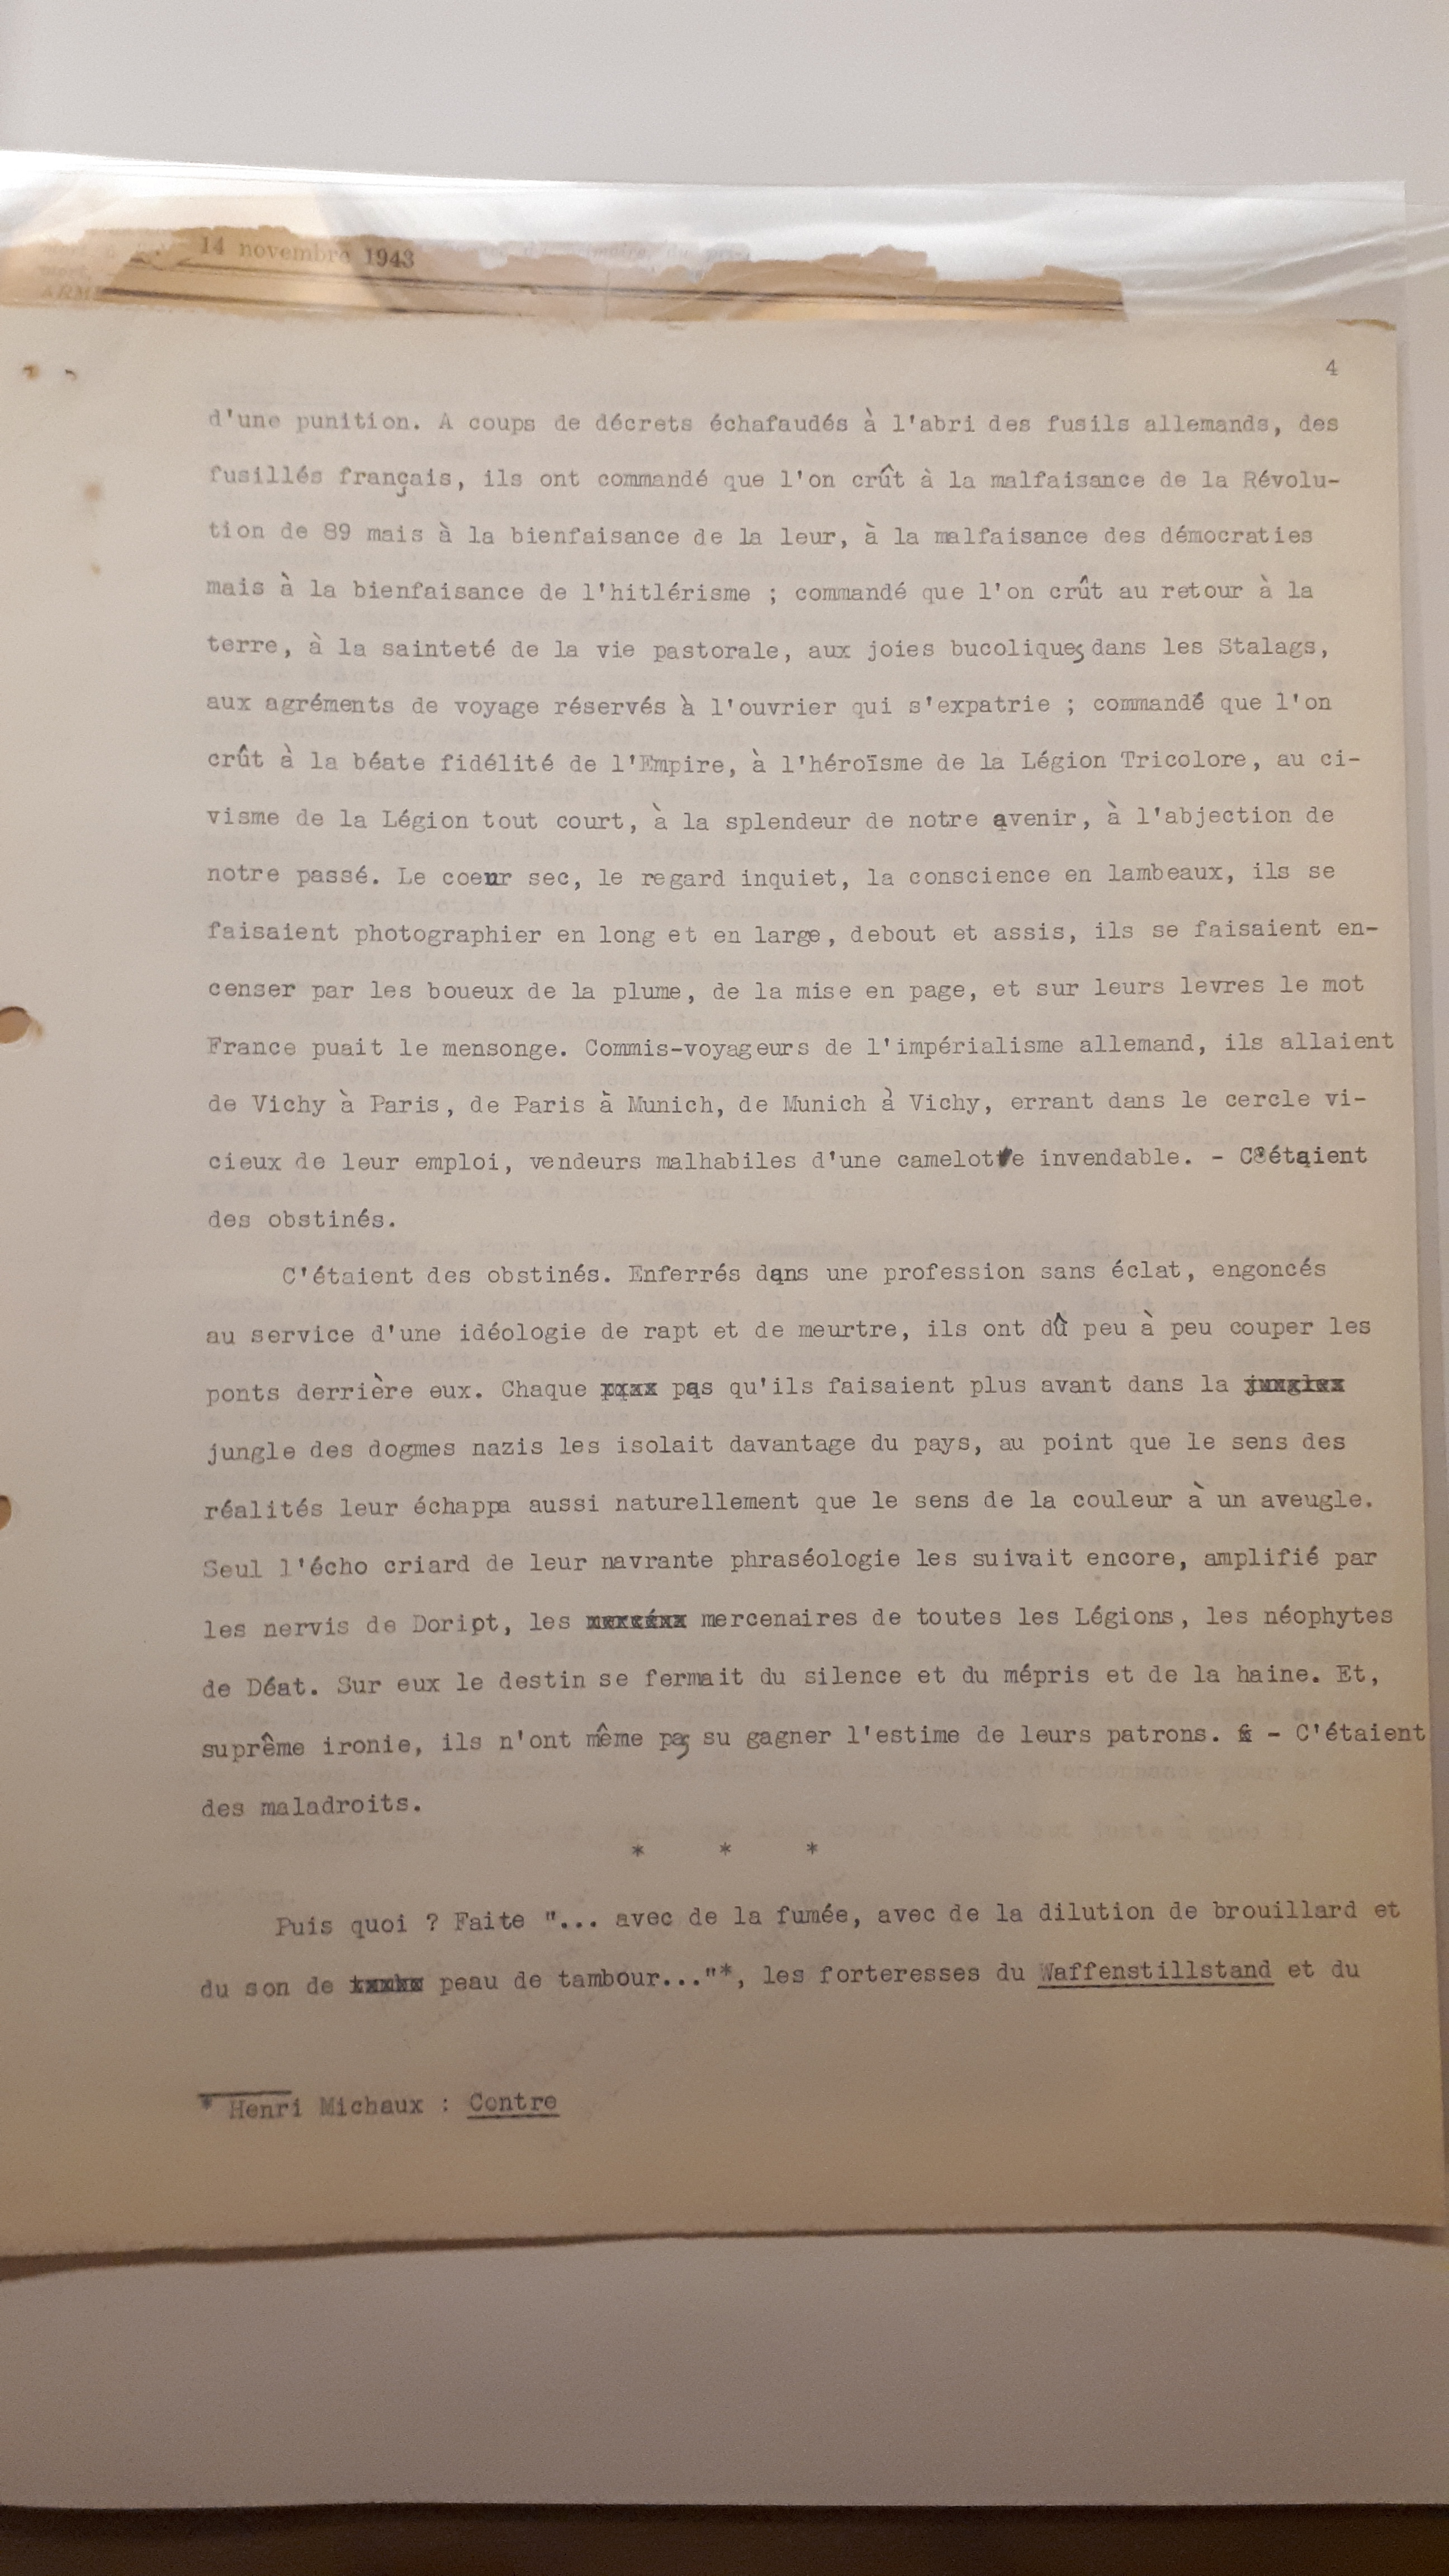 14 novembre 1943
4
d'une punition. A coups de décrets échafaudés à l'abri des fusils allemands, des
fusillés français, ils ont commandé que l'on crût à la malfaisance de la Révolu-
tion de 89 mais à la bienfaisance de la leur, à la malfaisance des démocraties
mais à la bienfaisance de l'hitlérisme ; commandé que l'on crût au retour à la
terre, à la sainteté de la vie pastorale, aux joies bucoliques dans les Stalags,
aux agréments de voyage réservés à l'ouvrier qui s'expatrie ; commandé que l'on
crût à la béate fidélité de l'Empire, à l'héroïsme de la Légion Tricolore, au ci-
visme de la Légion tout court, à la splendeur de notre avenir, à l'abjection de
notre passé. Le coeur sec, le regard inquiet, la conscience en lambeaux, ils se
faisaient photographier en long et en large, debout et assis, ils se faisaient en-
censer par les boueux de la plume, de la mise en page, et sur leurs levres le mot
France puait le mensonge. Commis-voyageurs de l'impérialisme allemand, ils allaient
de Vichy à Paris, de Paris à Munich, de Munich à Vichy, errant dans le cercle vi-
cieux de leur emploi, vendeurs malhabiles d'une camelote invendable. - C'étaient
des obstinés.
C'étaient des obstinés. Enferrés dans une profession sans éclat, engoncés
au service d'une idéologie de rapt et de meurtre, ils ont dû peu à peu couper les
ponts derrière eux. Chaque pas qu'ils faisaient plus avant dans la
jungle des dogmes nazis les isolait davantage du pays, au point que le sens des
réalités leur échappa aussi naturellement que le sens de la couleur à un aveugle.
Seul l'écho criard de leur navrante phraséologie les suivait encore, amplifié par
les nervis de Doriot, les mercenaires de toutes les Légions, les néophytes
de Déat. Sur eux le destin se fermait du silence et du mépris et de la haine. Et,
suprême ironie, ils n'ont même pas su gagner l'estime de leurs patrons. - C'étaient
des maladroits.
* * *
Puis quoi ? Faite "... avec de la fumée, avec de la dilution de brouillard et
du son de peau de tambour..."*, les forteresses du Waffenstillstand et du
* Henri Michaux : Contre